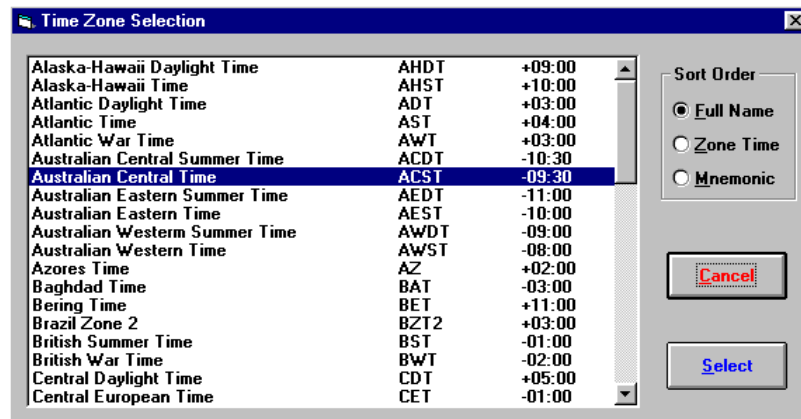 Time Zone Selection
Alaska-Hawaii Daylight Time AHDT +09:00
Alaska-Hawaii Time AHST +10:00
Atlantic Daylight Time ADT +03:00
Atlantic Time AST +04:00
Atlantic War Time AWT +03:00
Australian Central Summer Time ACDT -10:30
Australian Central Time ACST -09:30
Australian Eastern Summer Time AEDT -11:00
Australian Eastern Time AEST -10:00
Australian Westerm Summer Time AWDT -09:00
Australian Western Time AWST -08:00
Azores Time AZ +02:00
Baghdad Time BAT -03:00
Bering Time BET +11:00
Brazil Zone 2 BZT2 +03:00
British Summer Time BST -01:00
British War Time BWT -02:00
Central Daylight Time CDT +05:00
Central European Time CET -01:00
Sort Order
Full Name
Zone Time
Mnemonic
Cancel
Select